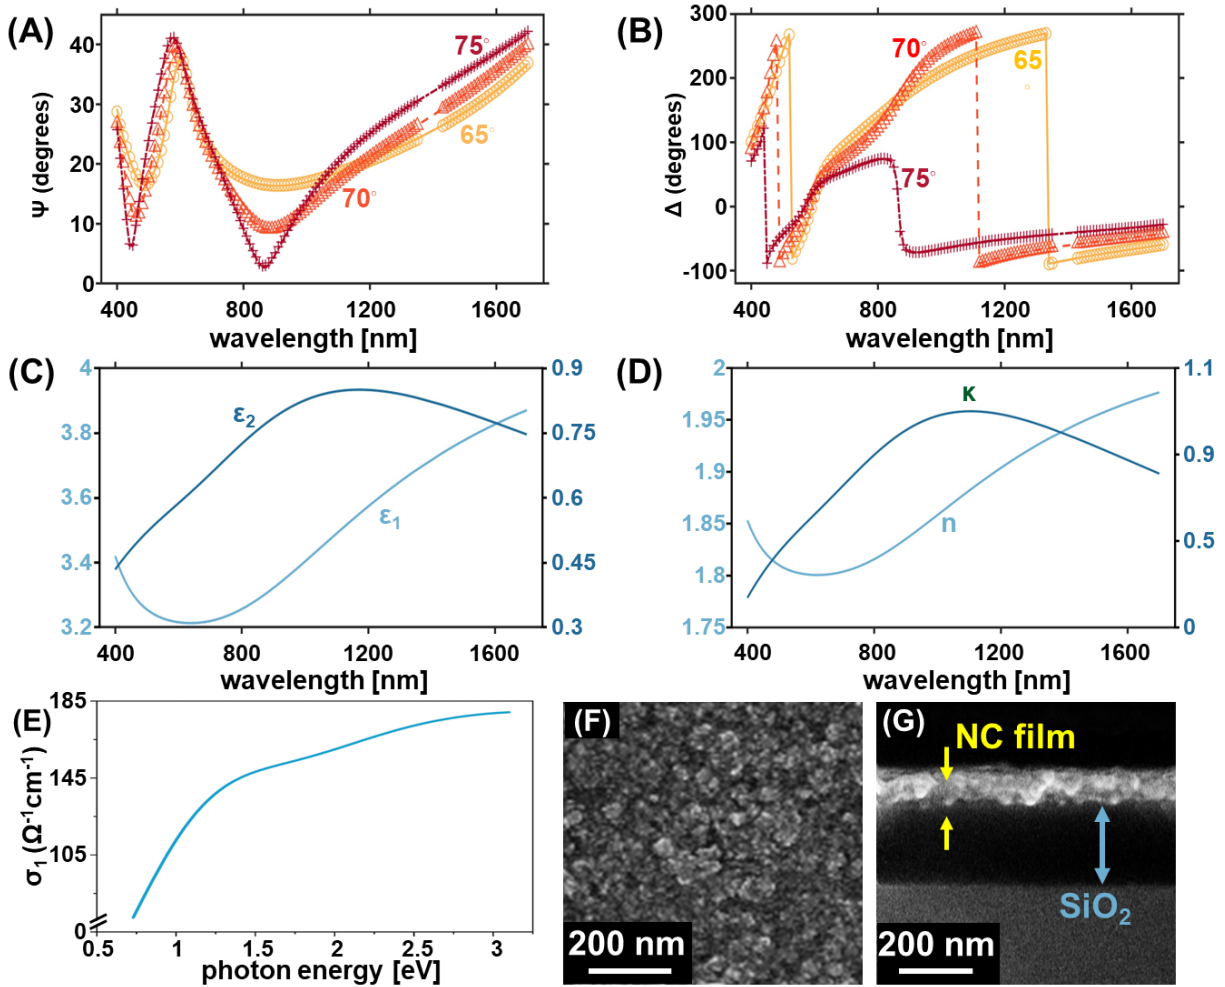 (A)
40
30
20
10
0
Ψ (degrees)
75°
70°
65°
400 800 1200 1600
wavelength [nm]
(B)
300
200
100
0
-100
Δ (degrees)
70°
65°
75°
400 800 1200 1600
wavelength [nm]
(C)
4
3.8
3.6
3.4
3.2
0.9
0.75
0.6
0.45
0.3
ε2
ε1
400 800 1200 1600
wavelength [nm]
(D)
2
1.95
1.9
1.85
1.8
1.75
1.1
0.9
0.5
0
κ
n
400 800 1200 1600
wavelength [nm]
(E)
185
145
105
0
σ1 (Ω-1cm-1)
0.5 1 1.5 2 2.5 3
photon energy [eV]
(F)
200 nm
(G)
NC film
SiO2
200 nm